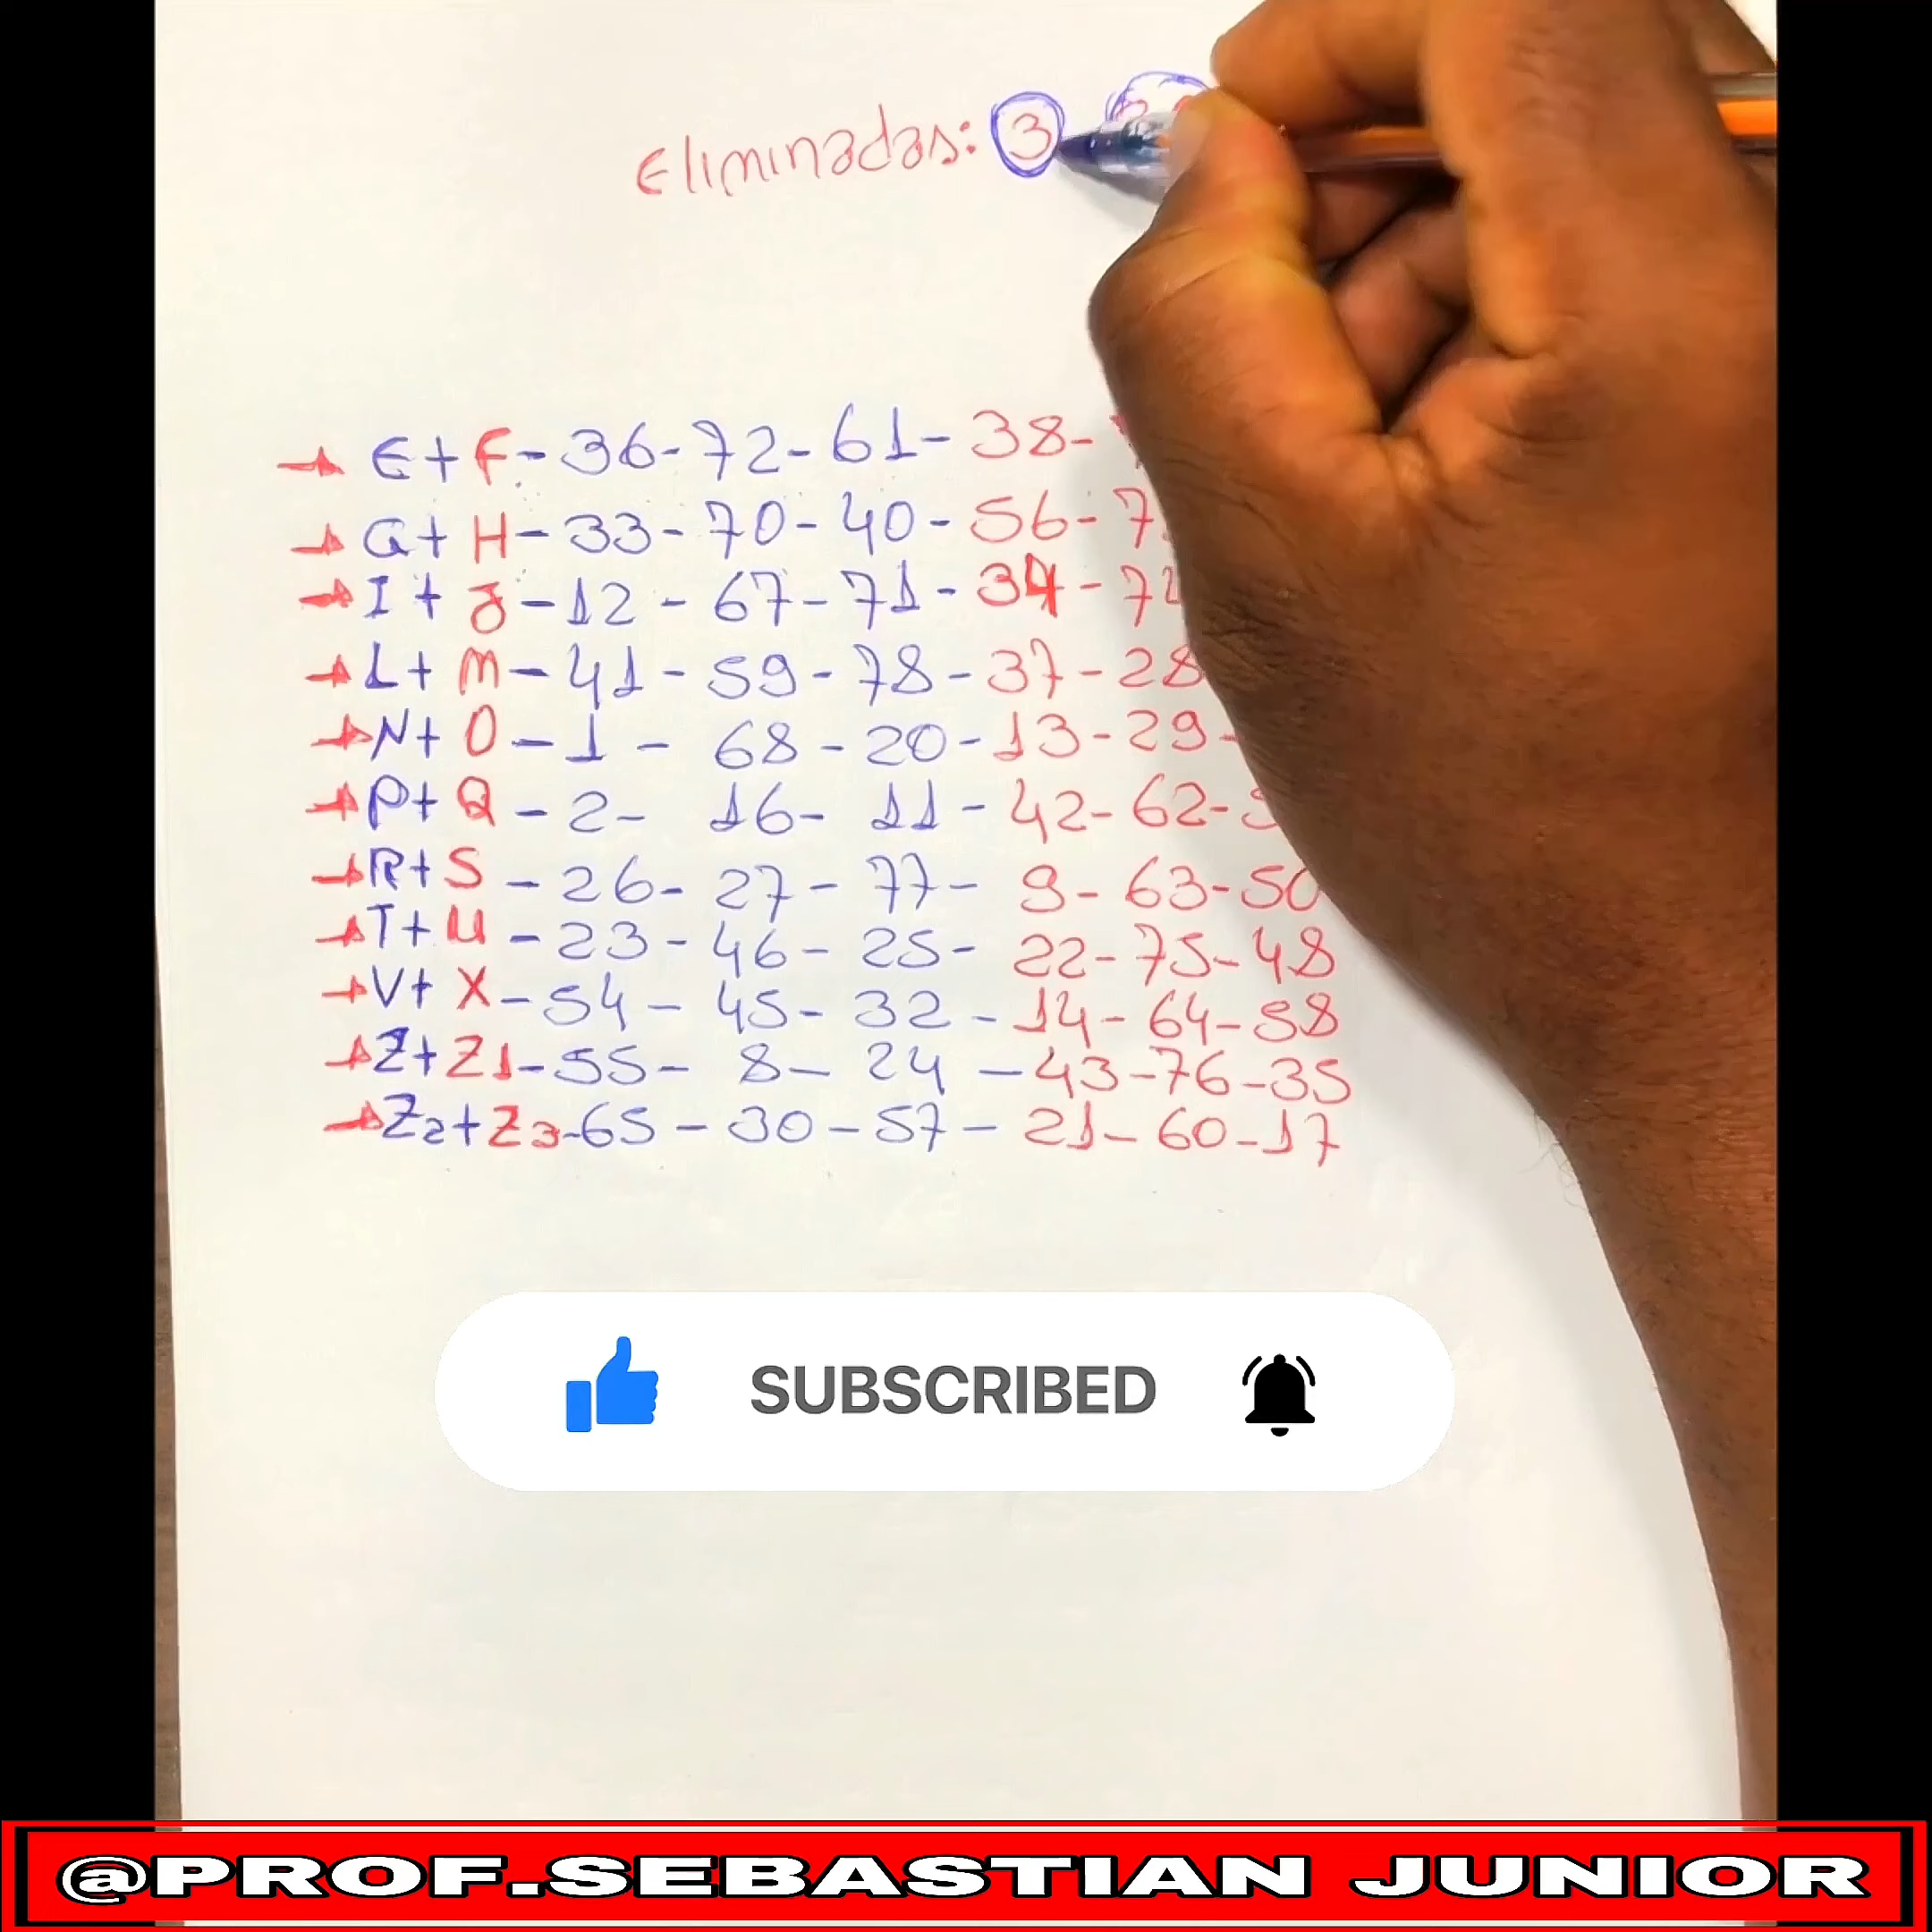 Eliminadas: 3
E+F-36-72-61-38-
G+H-33-70-40-56-
I+J-12-67-71-34-
L+M-41-59-78-37-28
N+O-1-68-20-13-29-
P+Q-2-16-11-42-62-
R+S-26-27-77-9-63-50
T+U-23-46-25-22-75-48
V+X-54-45-32-14-64-58
Z+Z1-55-8-24-43-76-35
Z2+Z3-65-30-57-21-60-17
SUBSCRIBED
@PROF.SEBASTIAN JUNIOR